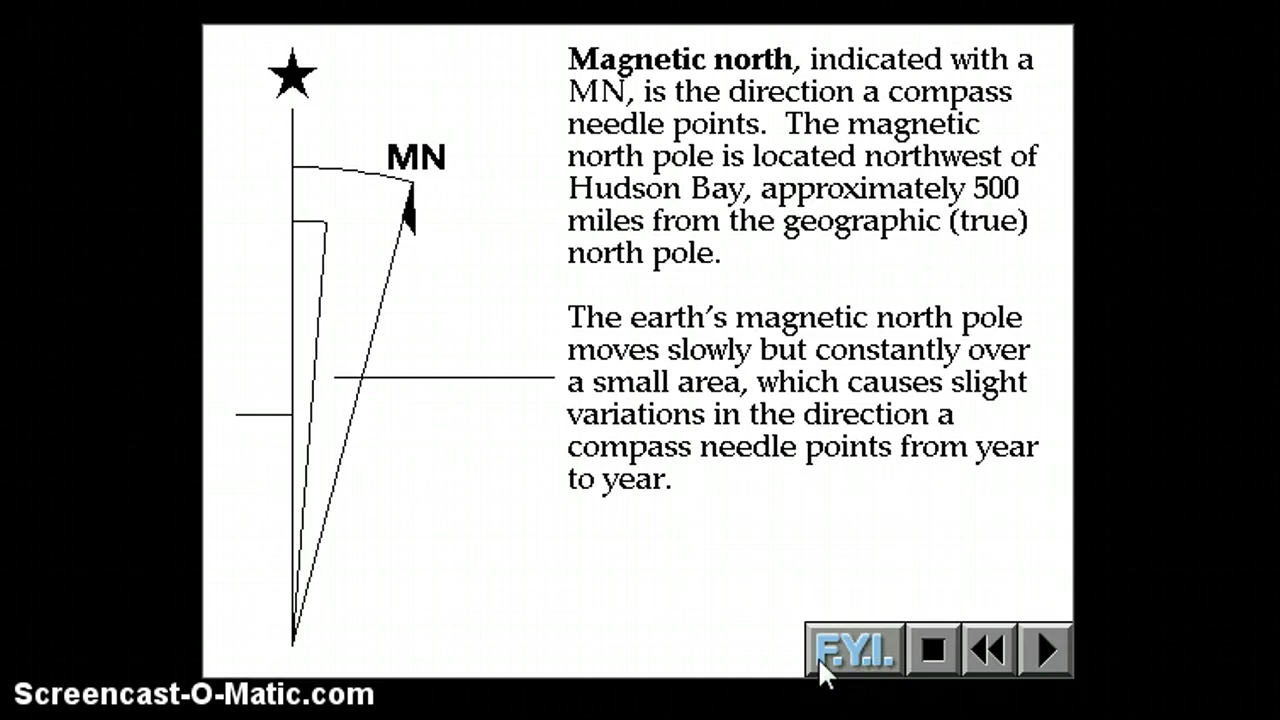 MN
Magnetic north, indicated with a
MN, is the direction a compass
needle points.  The magnetic
north pole is located northwest of
Hudson Bay, approximately 500
miles from the geographic (true)
north pole.
The earth's magnetic north pole
moves slowly but constantly over
a small area, which causes slight
variations in the direction a
compass needle points from year
to year.
F.Y.I.
Screencast-O-Matic.com